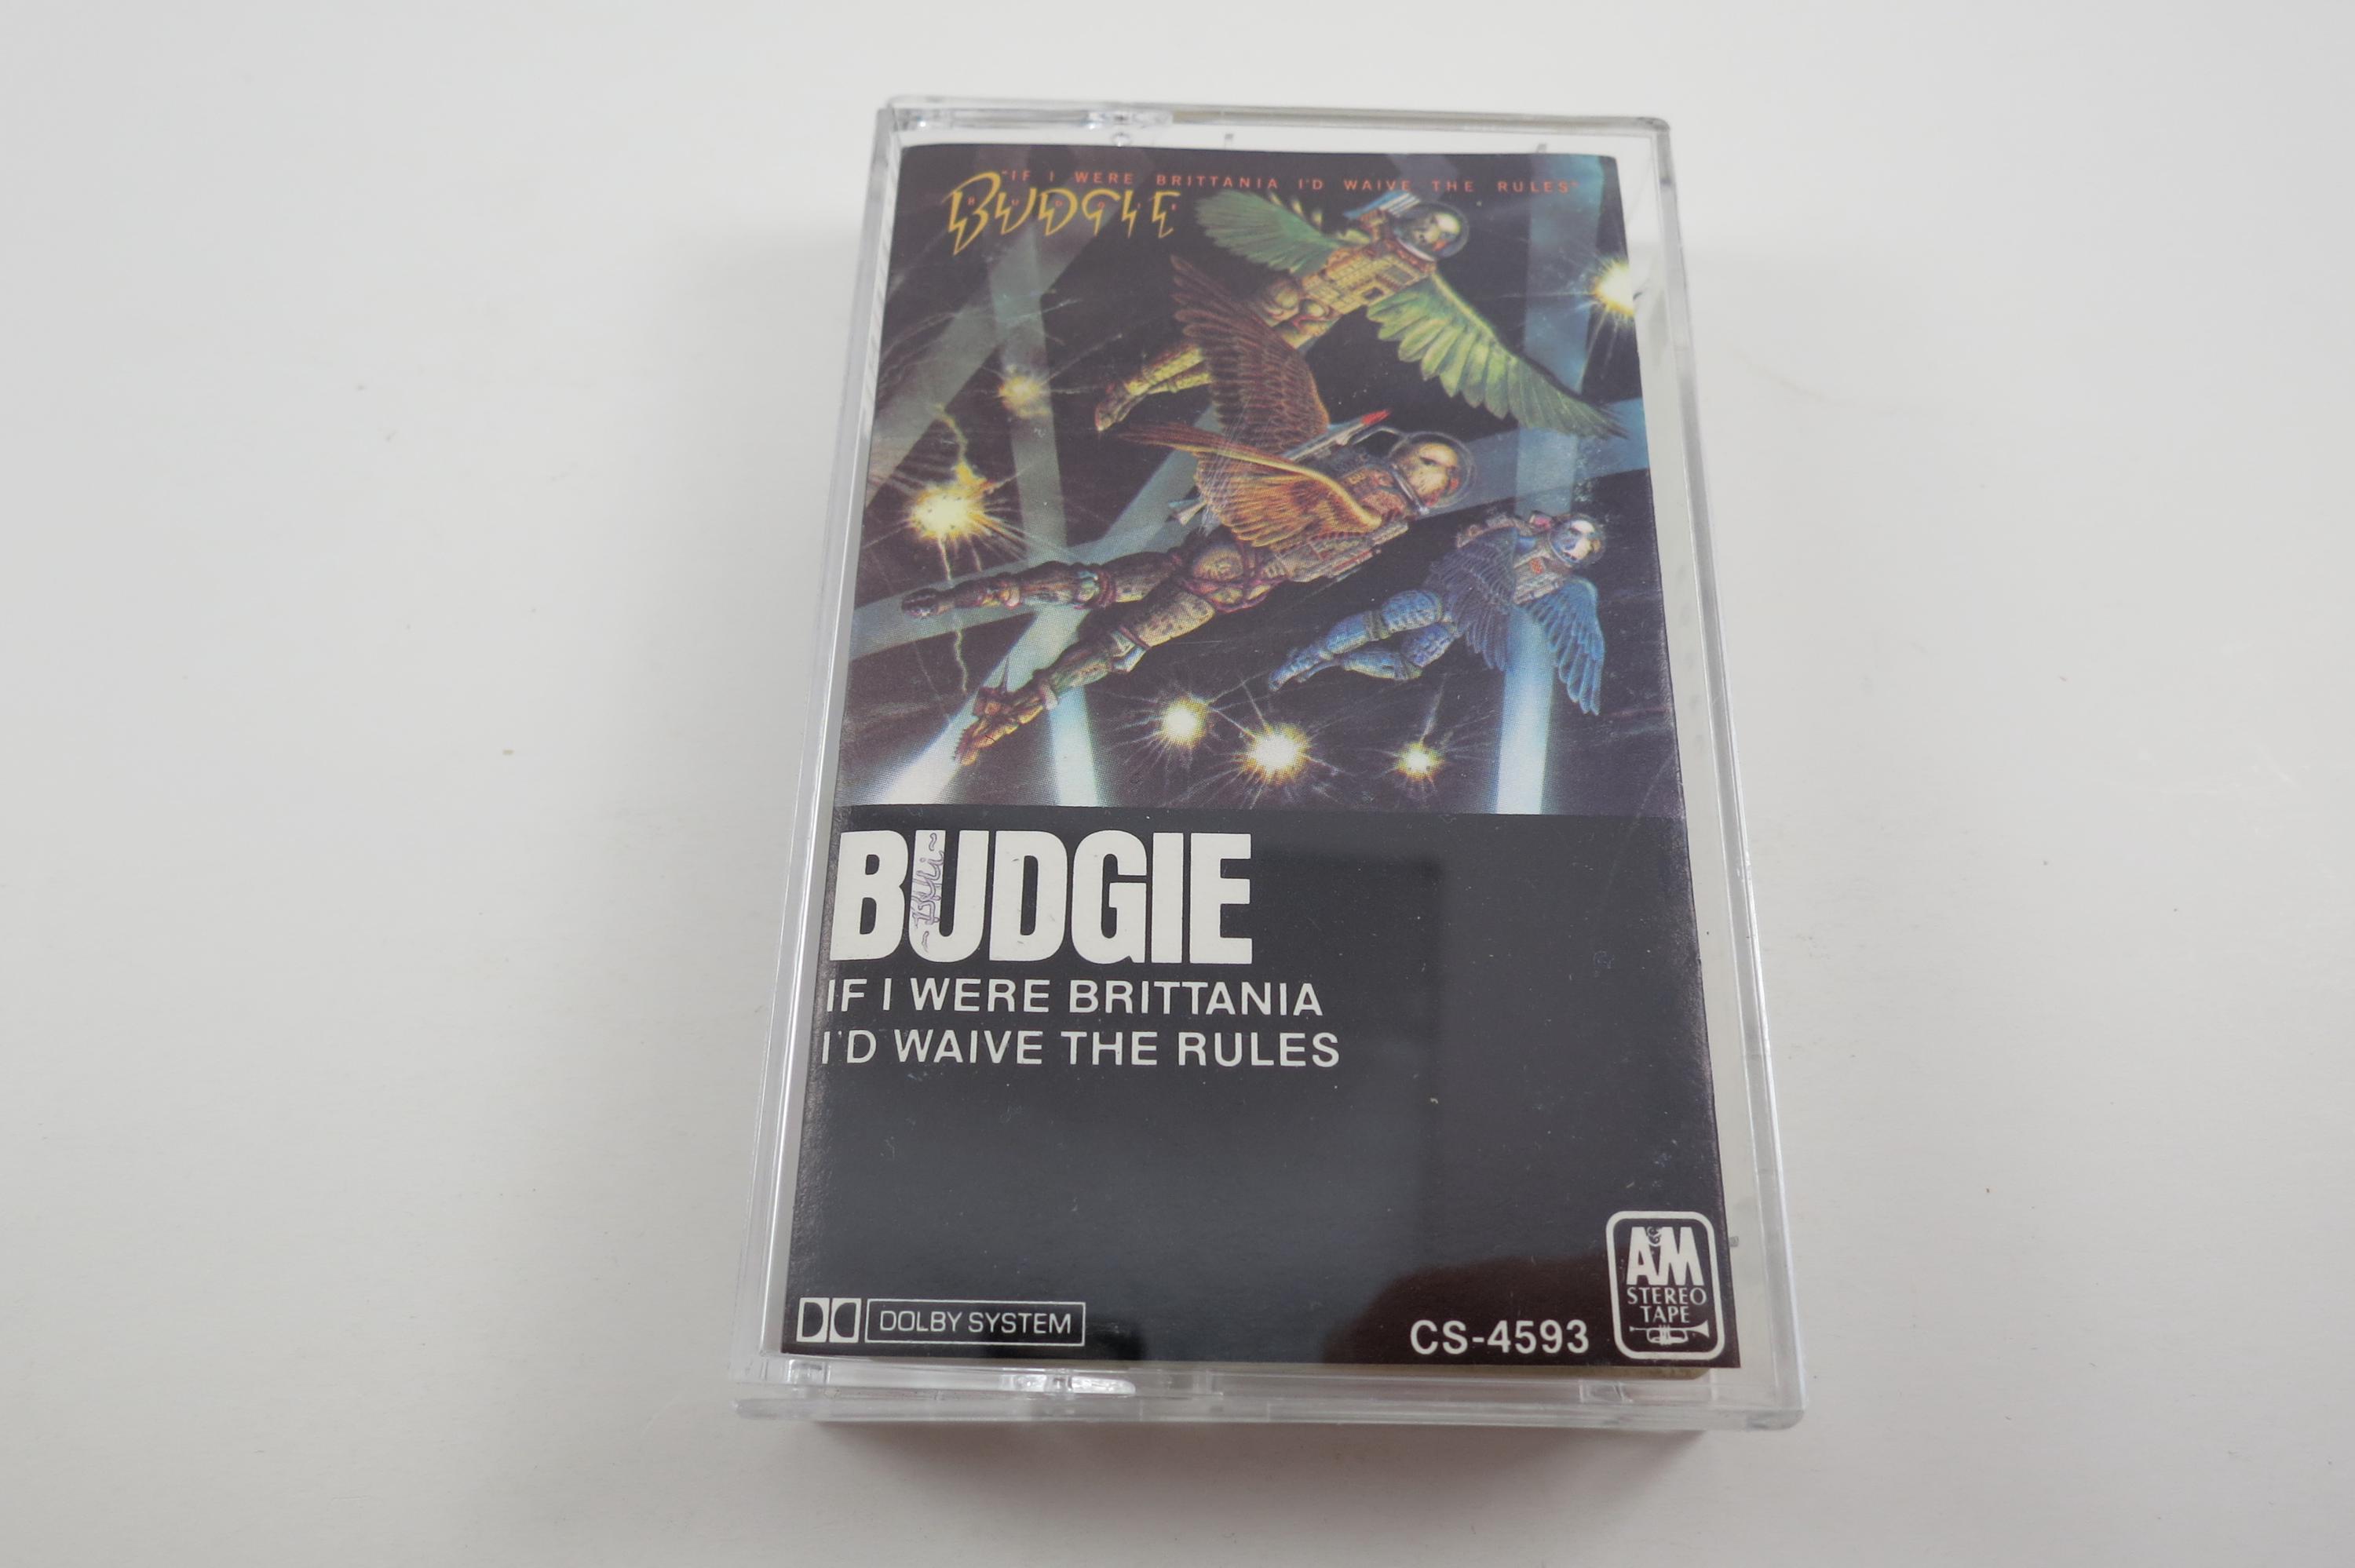 "IF I WERE BRITTANIA I'D WAIVE THE RULES"
BUDGIE
BUDGIE
IF I WERE BRITTANIA
I'D WAIVE THE RULES
DOLBY SYSTEM
CS-4593
A&M
STEREO
TAPE